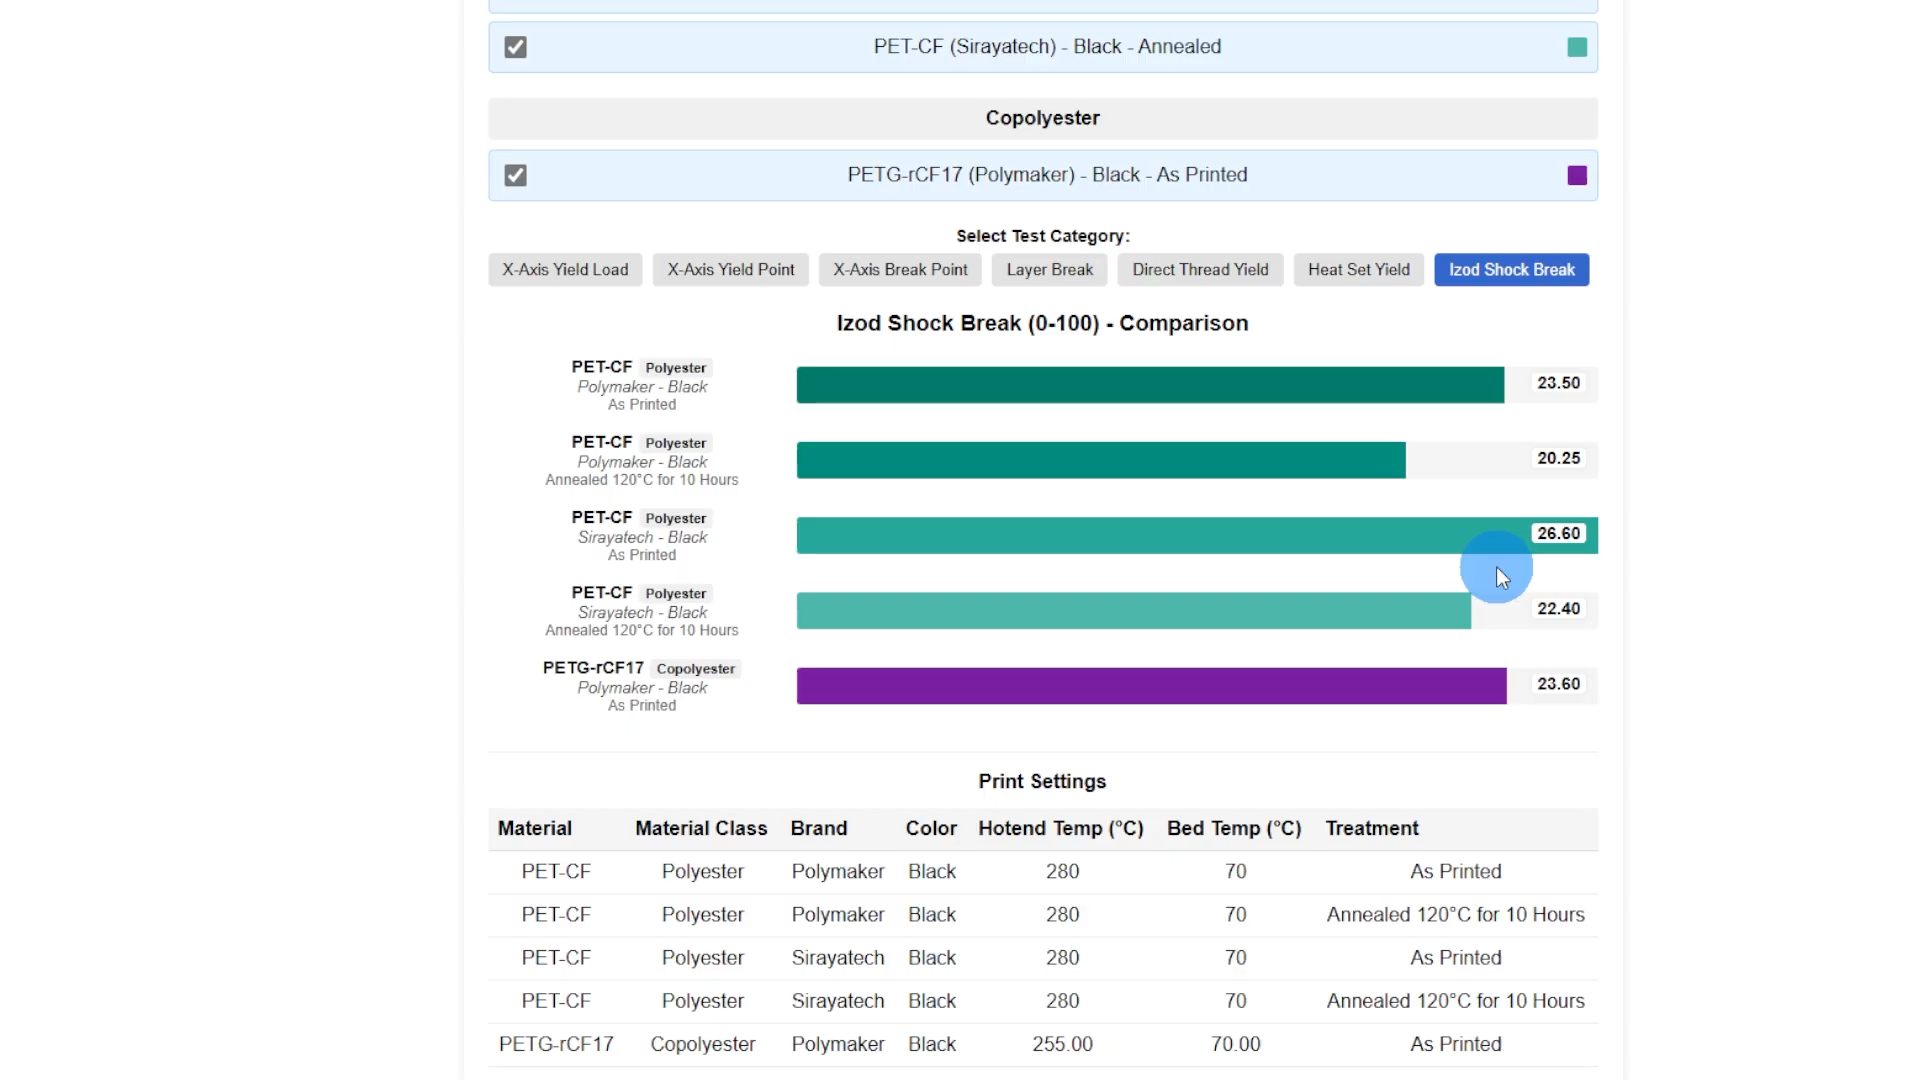 PET-CF (Sirayatech) - Black - Annealed
Copolyester
PETG-rCF17 (Polymaker) - Black - As Printed
Select Test Category:
X-Axis Yield Load X-Axis Yield Point X-Axis Break Point Layer Break Direct Thread Yield Heat Set Yield Izod Shock Break
Izod Shock Break (0-100) - Comparison
PET-CF Polyester
Polymaker - Black
As Printed
23.50
PET-CF Polyester
Polymaker - Black
Annealed 120°C for 10 Hours
20.25
PET-CF Polyester
Sirayatech - Black
As Printed
26.60
PET-CF Polyester
Sirayatech - Black
Annealed 120°C for 10 Hours
22.40
PETG-rCF17 Copolyester
Polymaker - Black
As Printed
23.60
Print Settings
Material Material Class Brand Color Hotend Temp (°C) Bed Temp (°C) Treatment
PET-CF Polyester Polymaker Black 280 70 As Printed
PET-CF Polyester Polymaker Black 280 70 Annealed 120°C for 10 Hours
PET-CF Polyester Sirayatech Black 280 70 As Printed
PET-CF Polyester Sirayatech Black 280 70 Annealed 120°C for 10 Hours
PETG-rCF17 Copolyester Polymaker Black 255.00 70.00 As Printed